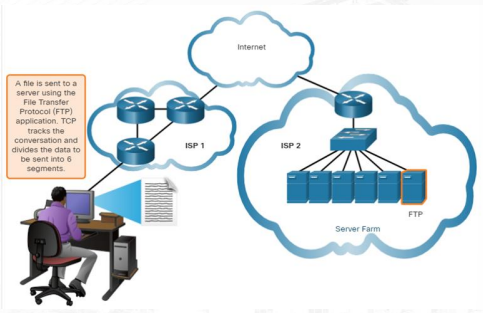 Internet
A file is sent to a
server using the
File Transfer
Protocol (FTP)
application. TCP
tracks the
conversation and
divides the data to
be sent into 6
segments.
ISP 1
ISP 2
FTP
Server Farm